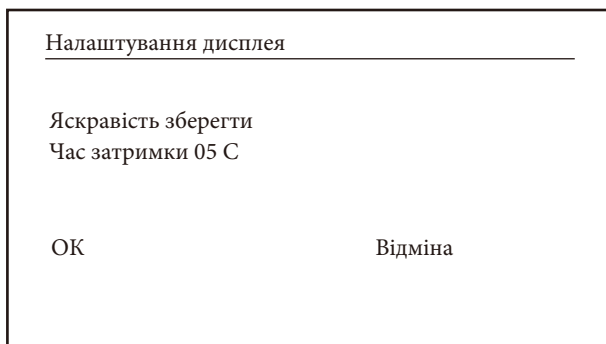 Налаштування дисплея
Яскравість зберегти
Час затримки 05 С
ОК Відміна